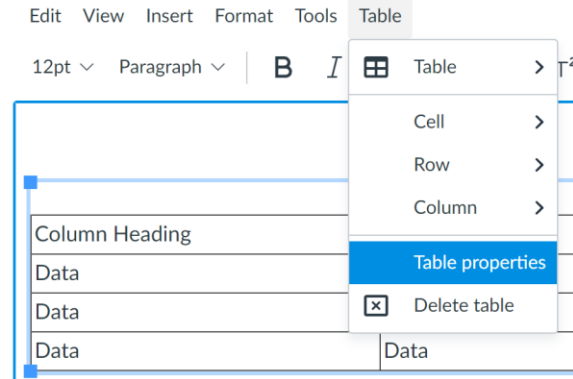 Edit View Insert Format Tools Table
12pt Paragraph B I T²
Table
Cell
Row
Column
Table properties
Delete table
Column Heading
Data
Data
Data Data